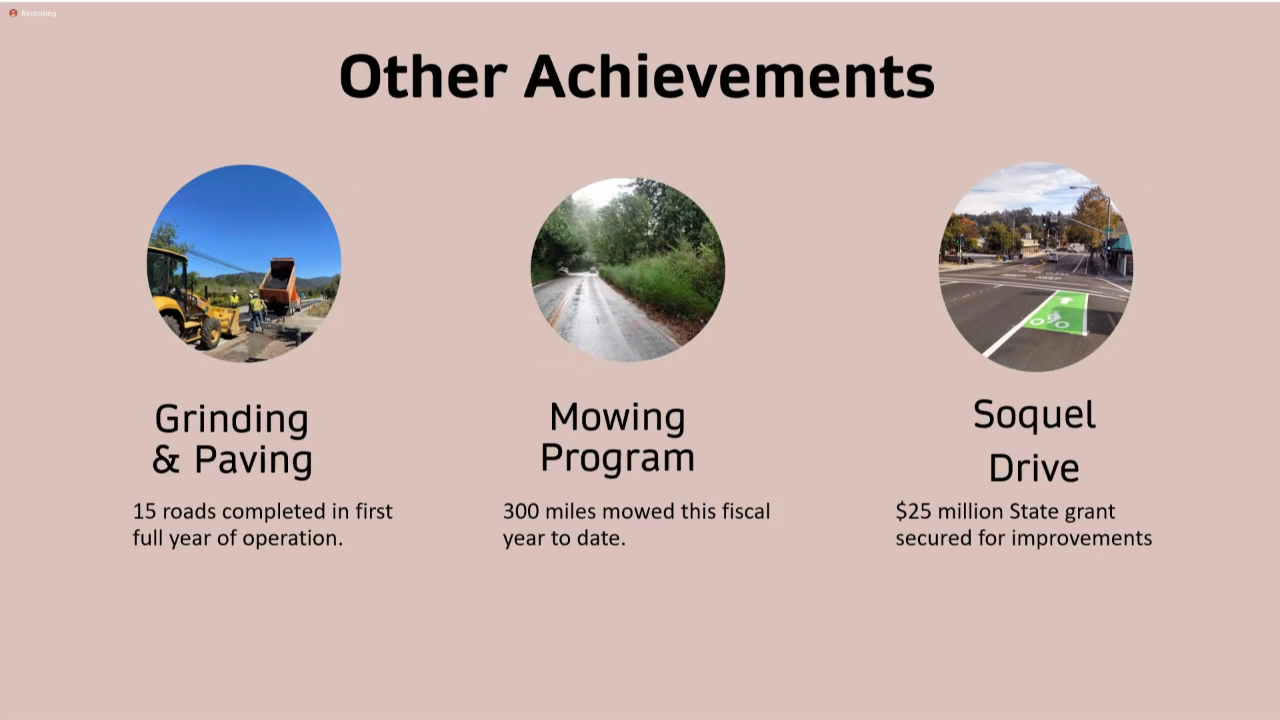 Recording
Other Achievements
Grinding
& Paving
15 roads completed in first
full year of operation.
Mowing
Program
300 miles mowed this fiscal
year to date.
Soquel
Drive
$25 million State grant
secured for improvements